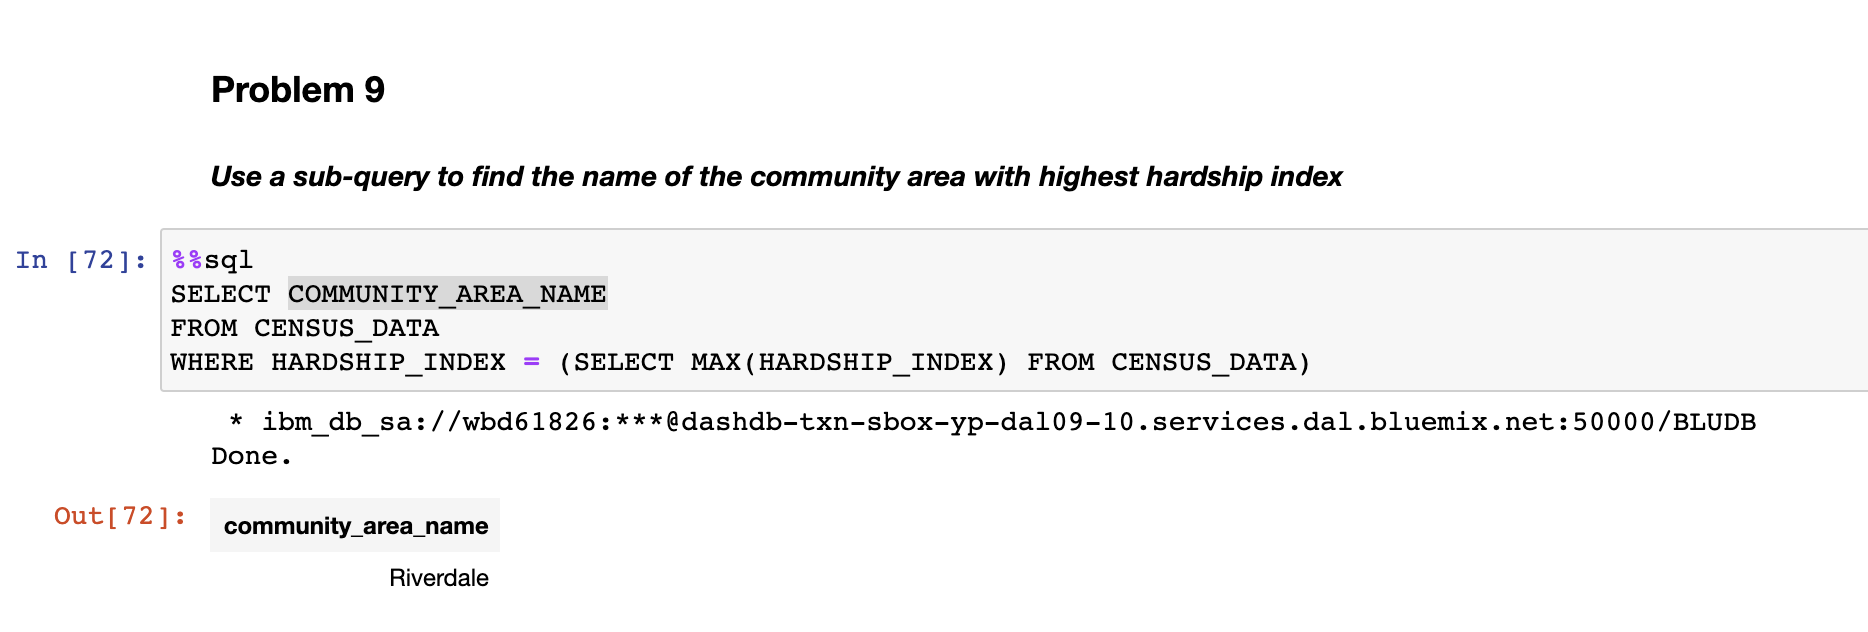 Problem 9
Use a sub-query to find the name of the community area with highest hardship index
In [72]:
%%sql
SELECT COMMUNITY_AREA_NAME
FROM CENSUS_DATA
WHERE HARDSHIP_INDEX = (SELECT MAX(HARDSHIP_INDEX) FROM CENSUS_DATA)
* ibm_db_sa://wbd61826:***@dashdb-txn-sbox-yp-dal09-10.services.dal.bluemix.net:50000/BLUDB
Done.
Out[72]:
community_area_name
Riverdale